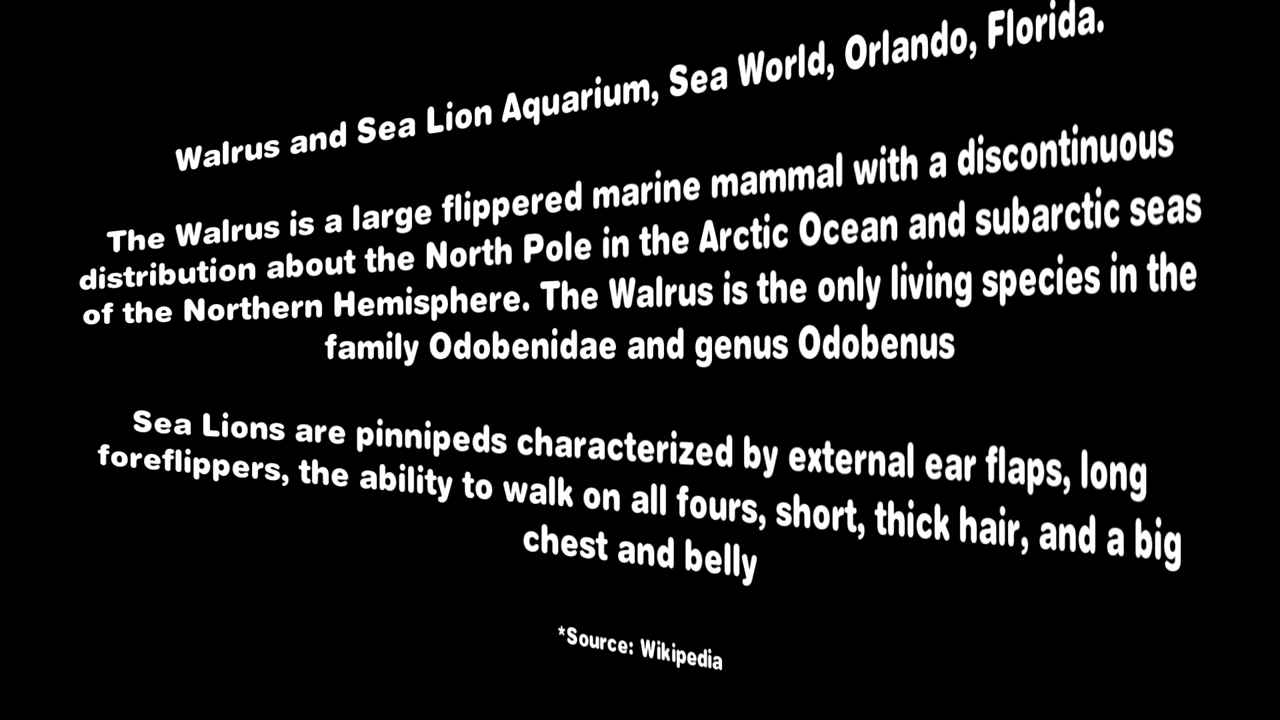 Walrus and Sea Lion Aquarium, Sea World, Orlando, Florida.
The Walrus is a large flippered marine mammal with a discontinuous
distribution about the North Pole in the Arctic Ocean and subarctic seas
of the Northern Hemisphere. The Walrus is the only living species in the
family Odobenidae and genus Odobenus
Sea Lions are pinnipeds characterized by external ear flaps, long
foreflippers, the ability to walk on all fours, short, thick hair, and a big
chest and belly
*Source: Wikipedia